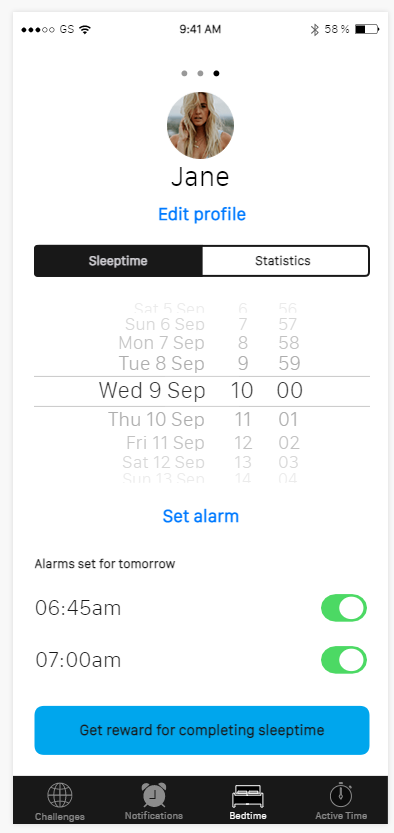 GS 9:41 AM 58 %
Jane
Edit profile
Sleeptime Statistics
Sat 5 Sep 6 56
Sun 6 Sep 7 57
Mon 7 Sep 8 58
Tue 8 Sep 9 59
Wed 9 Sep 10 00
Thu 10 Sep 11 01
Fri 11 Sep 12 02
Sat 12 Sep 13 03
Sun 13 Sep 14 04
Set alarm
Alarms set for tomorrow
06:45am
07:00am
Get reward for completing sleeptime
Challenges Notifications Bedtime Active Time